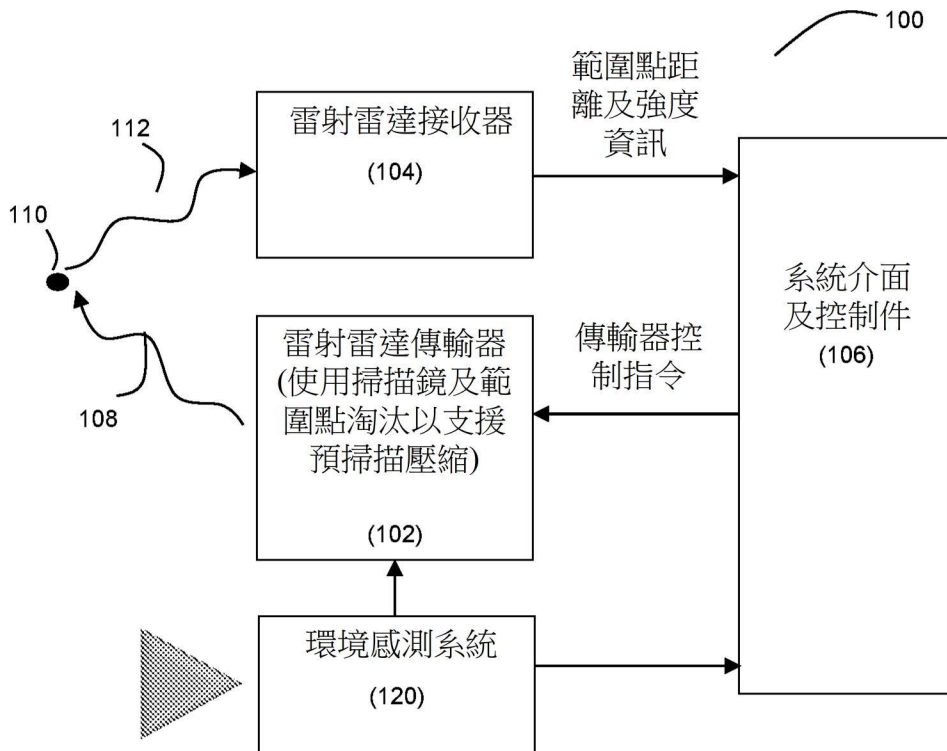 100
範圍點距
離及強度
資訊
112
雷射雷達接收器
(104)
110
系統介面
及控制件
(106)
雷射雷達傳輸器
(使用掃描鏡及範
圍點淘汰以支援
預掃描壓縮)
(102)
傳輸器控
制指令
108
環境感測系統
(120)